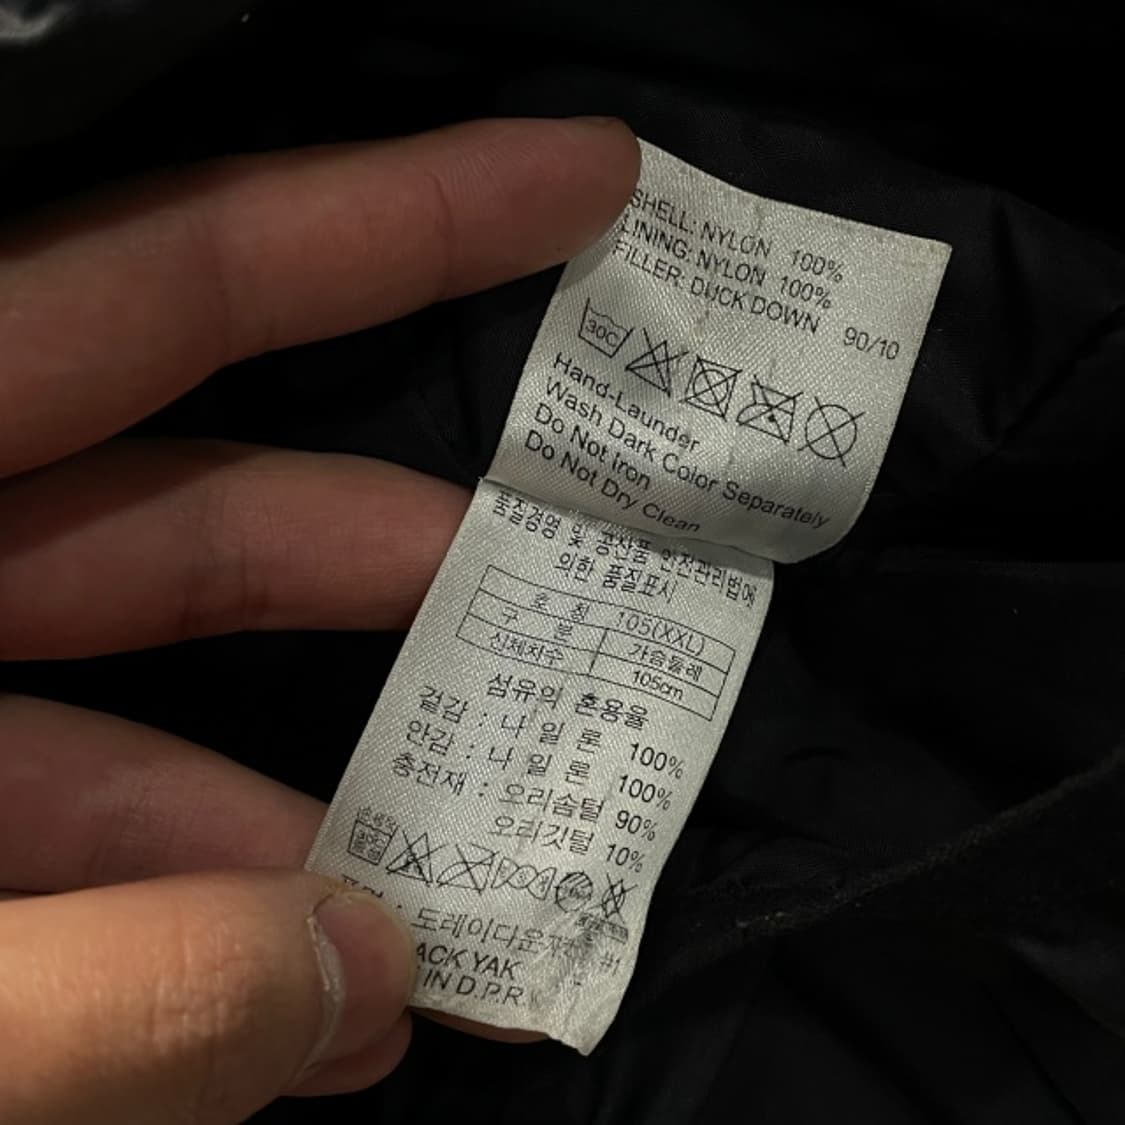 SHELL: NYLON 100%
LINING: NYLON 100%
FILLER: DUCK DOWN 90/10
30C
Hand-Launder
Wash Dark Color Separately
Do Not Iron
Do Not Dry Clean
품질경영 및 공산품 안전관리법에
의한 품질표시
호 칭 105(XXL)
구 분 가슴둘레
신체치수 105cm
섬유의 혼용율
겉감 : 나 일 론 100%
안감 : 나 일 론 100%
충전재 : 오리솜털 90%
오리깃털 10%
: 도레이다운 #1
ACK YAK
IN D.P.R.K